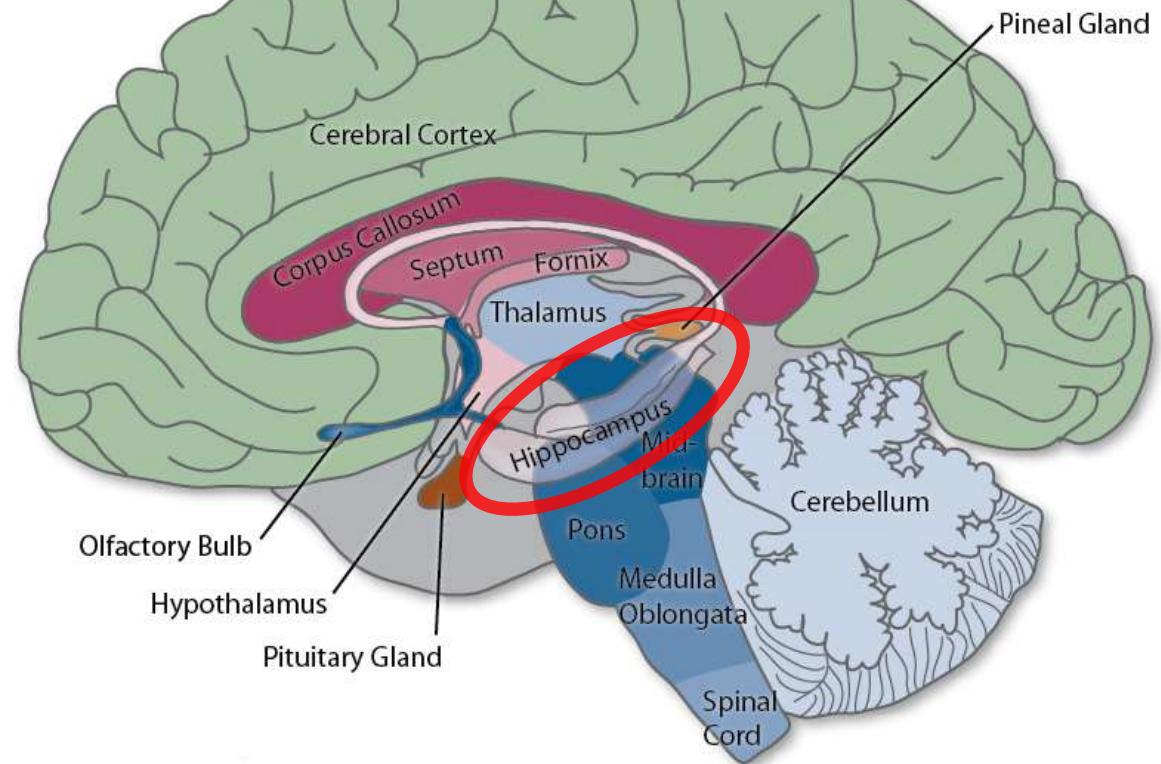 Pineal Gland
Cerebral Cortex
Corpus Callosum
Septum
Fornix
Thalamus
Hippocampus
Mid-
brain
Cerebellum
Pons
Olfactory Bulb
Medulla
Oblongata
Hypothalamus
Pituitary Gland
Spinal
Cord